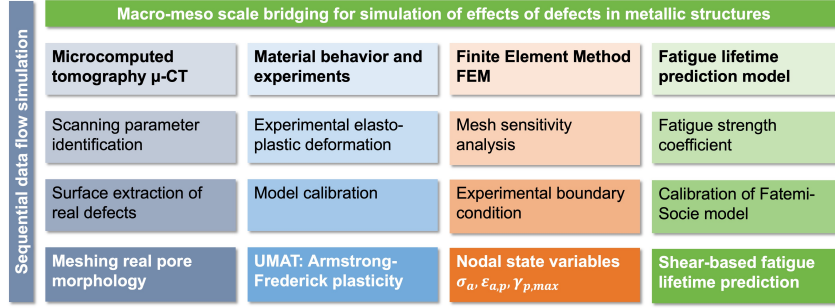 Macro-meso scale bridging for simulation of effects of defects in metallic structures
Sequential data flow simulation
Microcomputed
tomography μ-CT
Material behavior and
experiments
Finite Element Method
FEM
Fatigue lifetime
prediction model
Scanning parameter
identification
Experimental elasto-
plastic deformation
Mesh sensitivity
analysis
Fatigue strength
coefficient
Surface extraction of
real defects
Model calibration
Experimental boundary
condition
Calibration of Fatemi-
Socie model
Meshing real pore
morphology
UMAT: Armstrong-
Frederick plasticity
Nodal state variables
σ_a, ε_{a,p}, γ_{p,max}
Shear-based fatigue
lifetime prediction